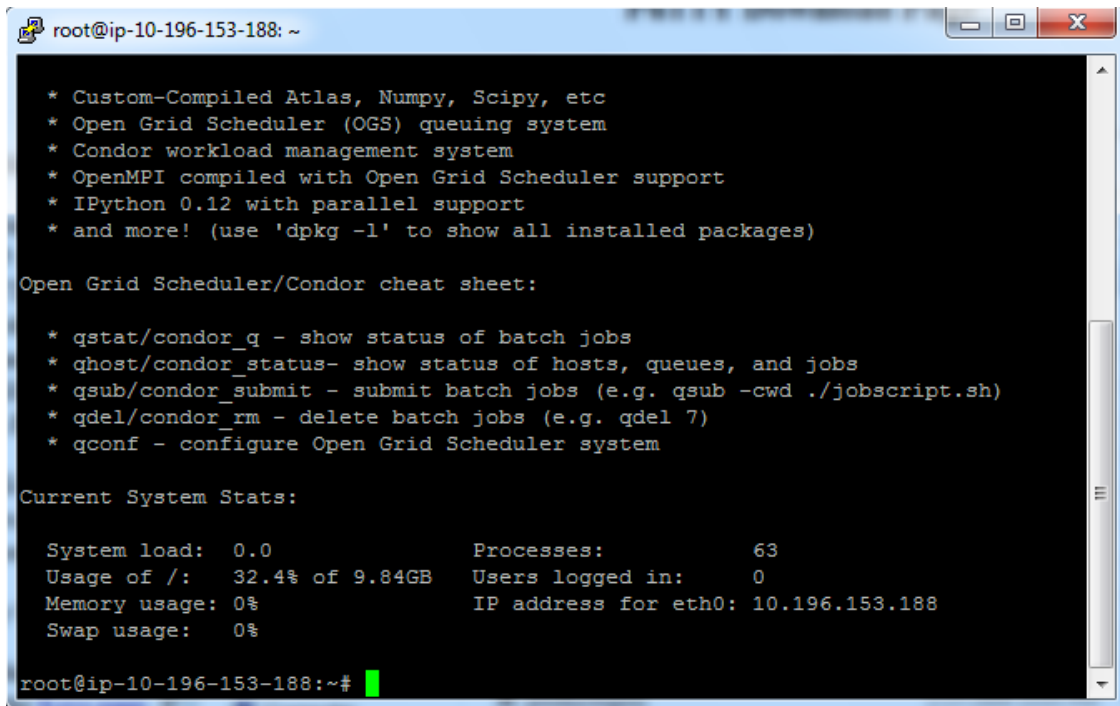 root@ip-10-196-153-188: ~
* Custom-Compiled Atlas, Numpy, Scipy, etc
* Open Grid Scheduler (OGS) queuing system
* Condor workload management system
* OpenMPI compiled with Open Grid Scheduler support
* IPython 0.12 with parallel support
* and more! (use 'dpkg -l' to show all installed packages)
Open Grid Scheduler/Condor cheat sheet:
* qstat/condor_q - show status of batch jobs
* qhost/condor_status- show status of hosts, queues, and jobs
* qsub/condor_submit - submit batch jobs (e.g. qsub -cwd ./jobscript.sh)
* qdel/condor_rm - delete batch jobs (e.g. qdel 7)
* qconf - configure Open Grid Scheduler system
Current System Stats:
System load:  0.0                Processes:           63
Usage of /:   32.4% of 9.84GB   Users logged in:     0
Memory usage: 0%                 IP address for eth0: 10.196.153.188
Swap usage:   0%
root@ip-10-196-153-188:~#